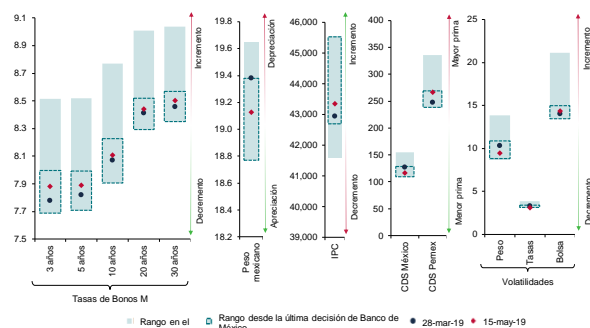 9.1
8.9
8.7
8.5
8.3
8.1
7.9
7.7
7.5
3 años
5 años
10 años
20 años
30 años
Tasas de Bonos M
Incremento
Decremento
19.8
19.6
19.4
19.2
19.0
18.8
18.6
18.4
18.2
Peso
mexicano
Depreciación
Apreciación
46,000
45,000
44,000
43,000
42,000
41,000
40,000
39,000
IPC
Incremento
Decremento
400
350
300
250
200
150
100
50
0
CDS México
CDS Pemex
Mayor prima
Menor prima
25
20
15
10
5
0
Peso
Tasas
Bolsa
Volatilidades
Incremento
Decremento
Rango en el
Rango desde la última decisión de Banco de
México
28-mar-19
15-may-19